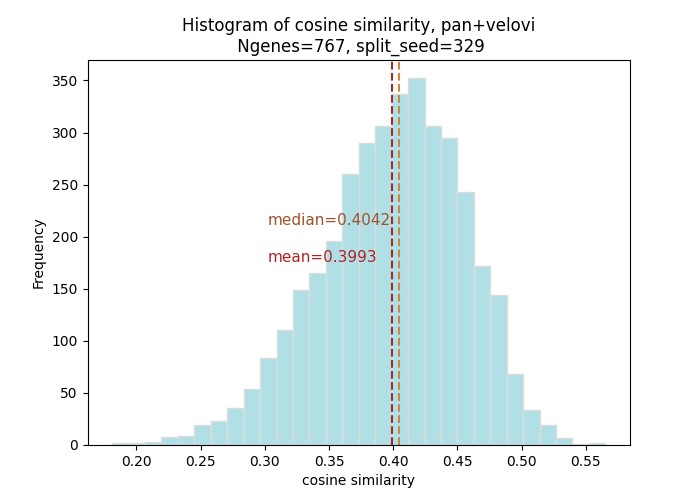 Histogram of cosine similarity, pan+velovi
Ngenes=767, split_seed=329
Frequency
350
300
250
200
150
100
50
0
median=0.4042
mean=0.3993
0.20 0.25 0.30 0.35 0.40 0.45 0.50 0.55
cosine similarity